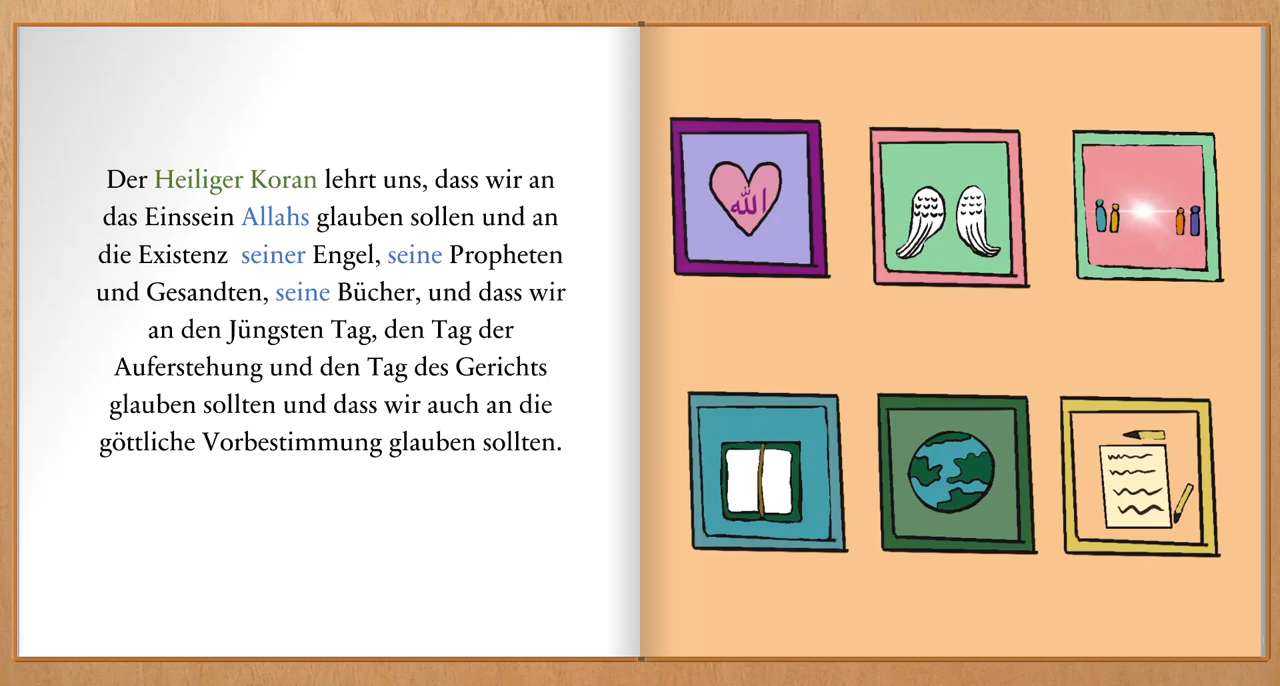 Der Heiliger Koran lehrt uns, dass wir an
das Einssein Allahs glauben sollen und an
die Existenz seiner Engel, seine Propheten
und Gesandten, seine Bücher, und dass wir
an den Jüngsten Tag, den Tag der
Auferstehung und den Tag des Gerichts
glauben sollten und dass wir auch an die
göttliche Vorbestimmung glauben sollten.
الله